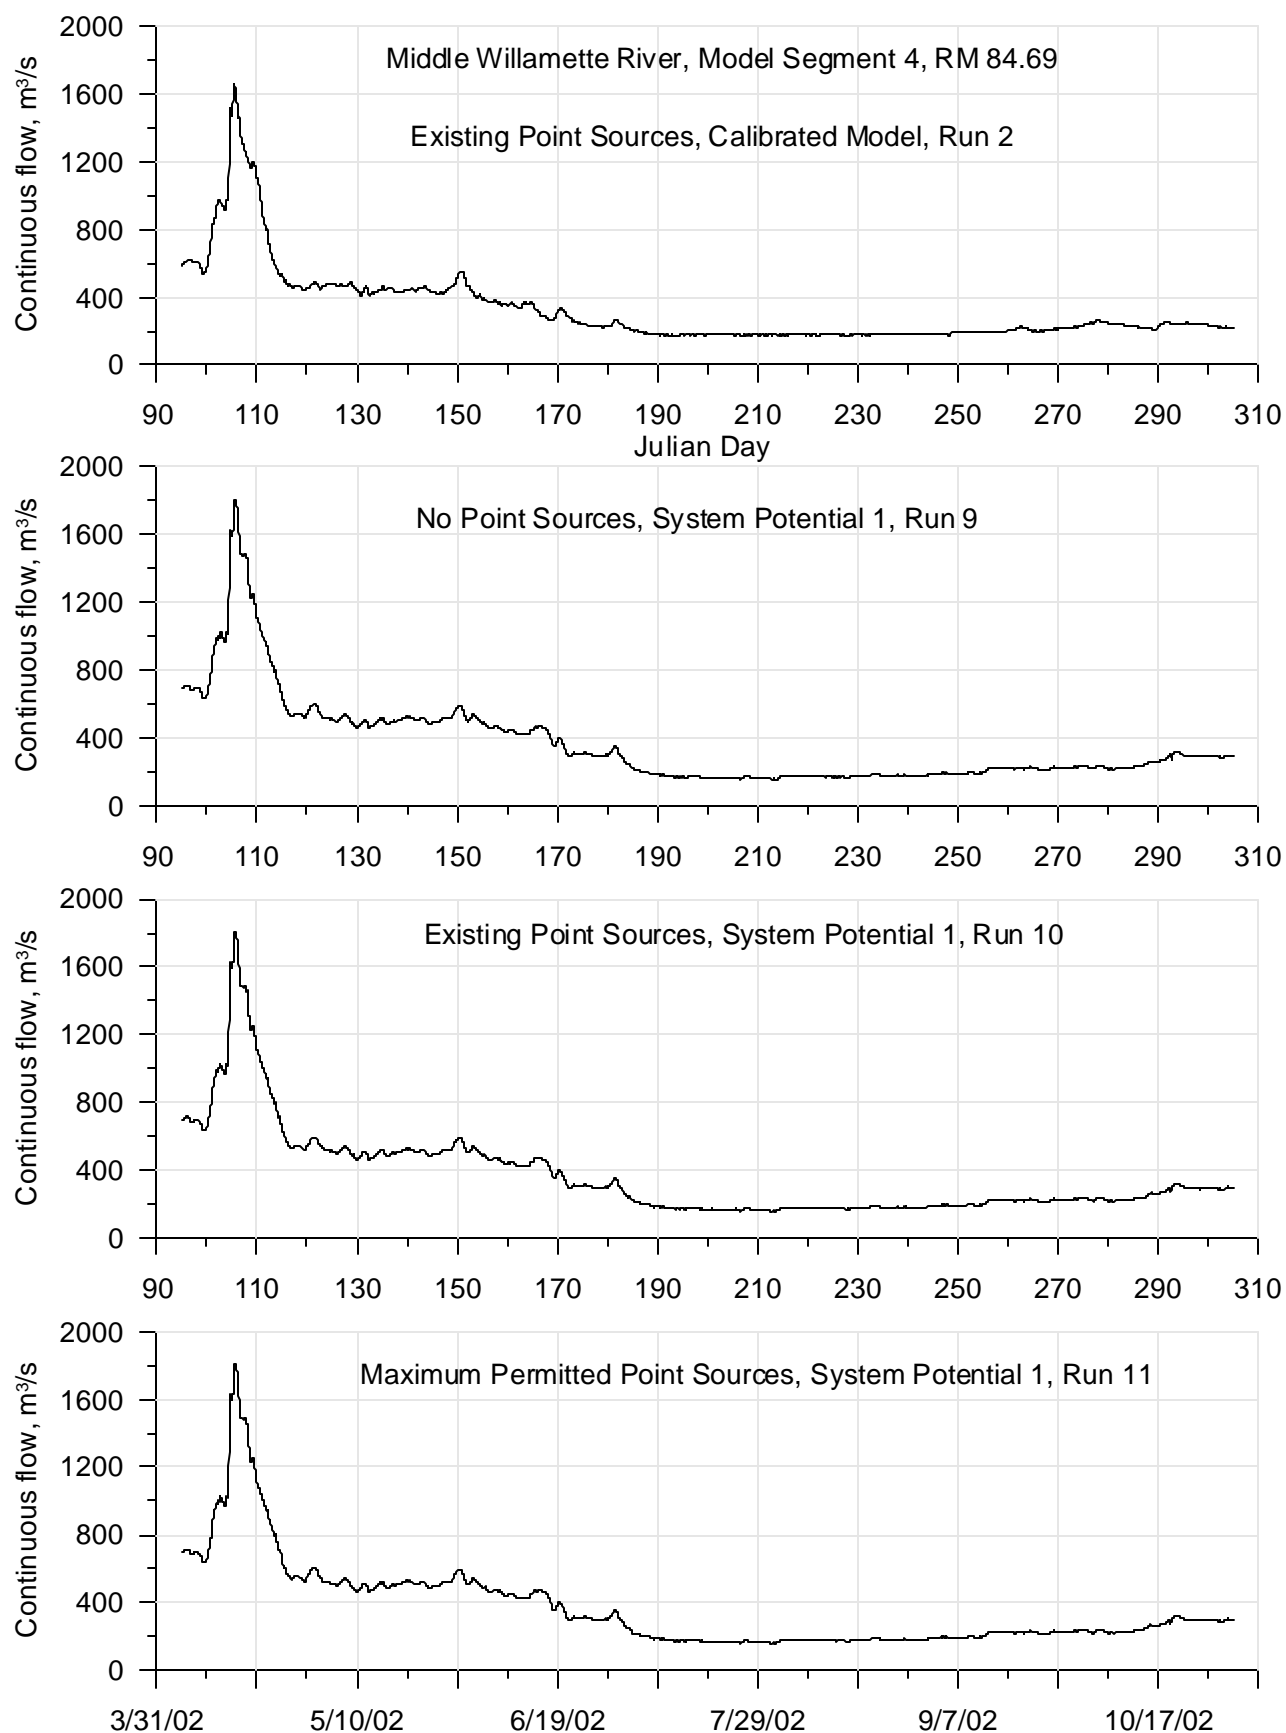 2000
Middle Willamette River, Model Segment 4, RM 84.69
1600
Existing Point Sources, Calibrated Model, Run 2
1200
800
400
0
Continuous flow, m³/s
90 110 130 150 170 190 210 230 250 270 290 310
Julian Day
2000
No Point Sources, System Potential 1, Run 9
1600
1200
800
400
0
Continuous flow, m³/s
90 110 130 150 170 190 210 230 250 270 290 310
2000
Existing Point Sources, System Potential 1, Run 10
1600
1200
800
400
0
Continuous flow, m³/s
90 110 130 150 170 190 210 230 250 270 290 310
2000
Maximum Permitted Point Sources, System Potential 1, Run 11
1600
1200
800
400
0
Continuous flow, m³/s
3/31/02 5/10/02 6/19/02 7/29/02 9/7/02 10/17/02